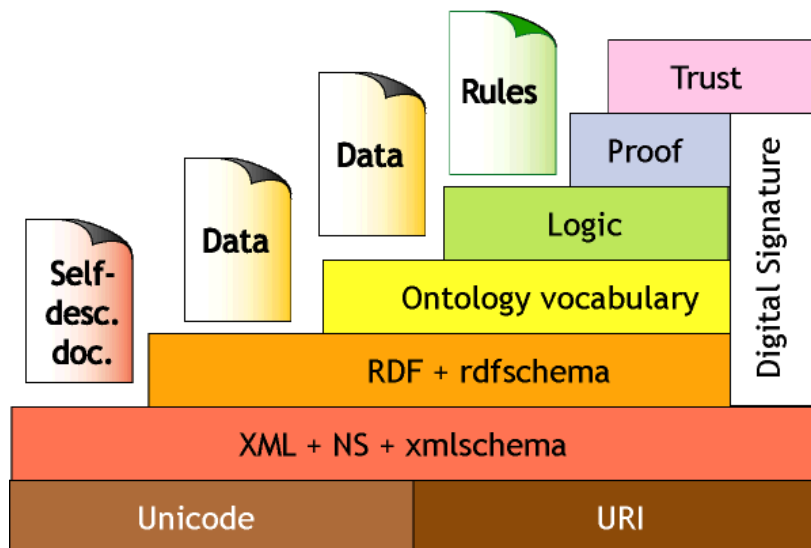 Rules
Trust
Data
Proof
Data
Logic
Self-
desc.
doc.
Ontology vocabulary
Digital Signature
RDF + rdfschema
XML + NS + xmlschema
Unicode
URI